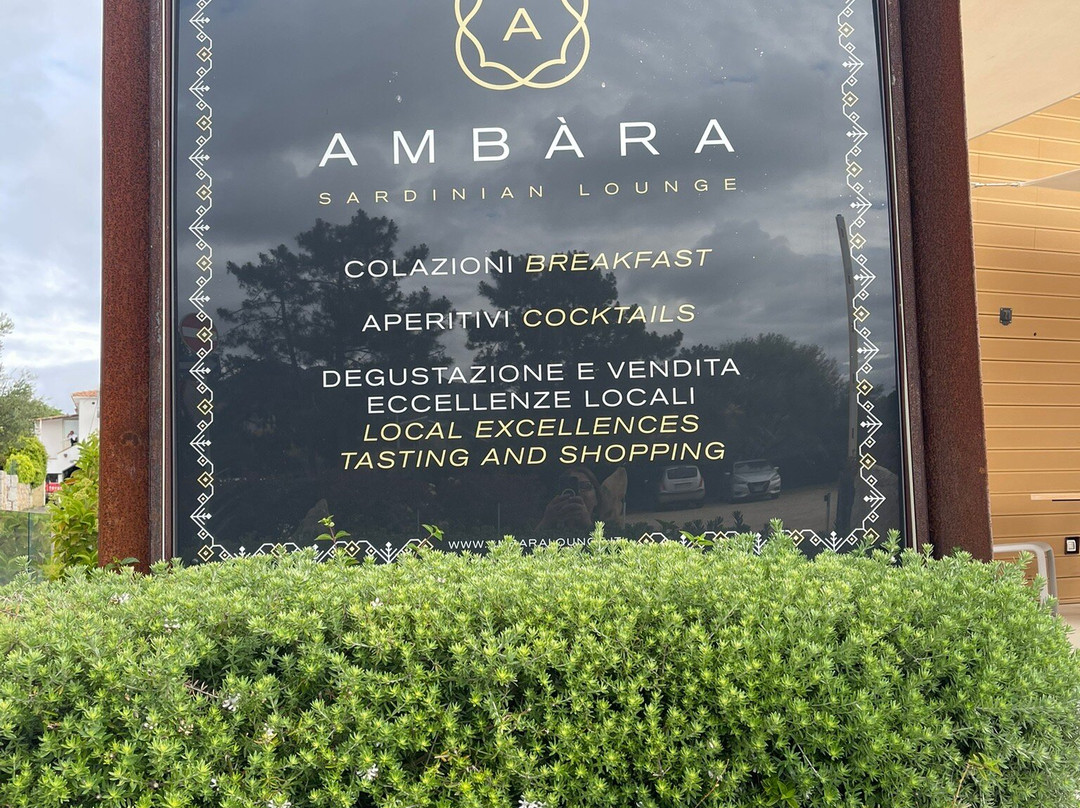 A
AMBÀRA
SARDINIAN LOUNGE
COLAZIONI BREAKFAST
APERITIVI COCKTAILS
DEGUSTAZIONE E VENDITA
ECCELLENZE LOCALI
LOCAL EXCELLENCES
TASTING AND SHOPPING